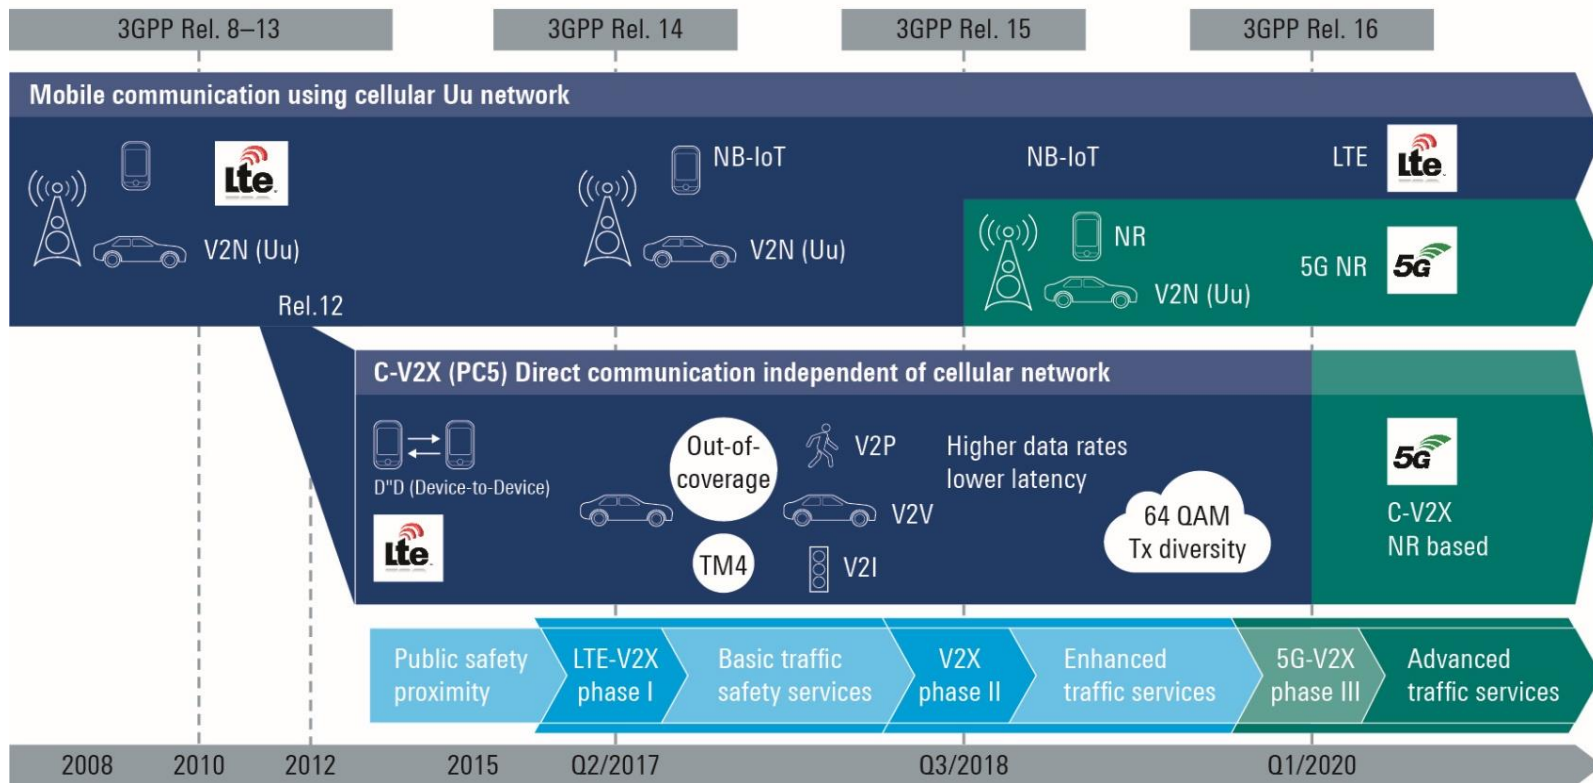 3GPP Rel. 8–13
3GPP Rel. 14
3GPP Rel. 15
3GPP Rel. 16
Mobile communication using cellular Uu network
Lte
V2N (Uu)
Rel.12
NB-IoT
V2N (Uu)
NB-IoT
NR
V2N (Uu)
LTE
Lte
5G NR
5G
C-V2X (PC5) Direct communication independent of cellular network
D"D (Device-to-Device)
Lte
Out-of-
coverage
TM4
V2P
V2V
V2I
Higher data rates
lower latency
64 QAM
Tx diversity
5G
C-V2X
NR based
Public safety
proximity
LTE-V2X
phase I
Basic traffic
safety services
V2X
phase II
Enhanced
traffic services
5G-V2X
phase III
Advanced
traffic services
2008
2010
2012
2015
Q2/2017
Q3/2018
Q1/2020